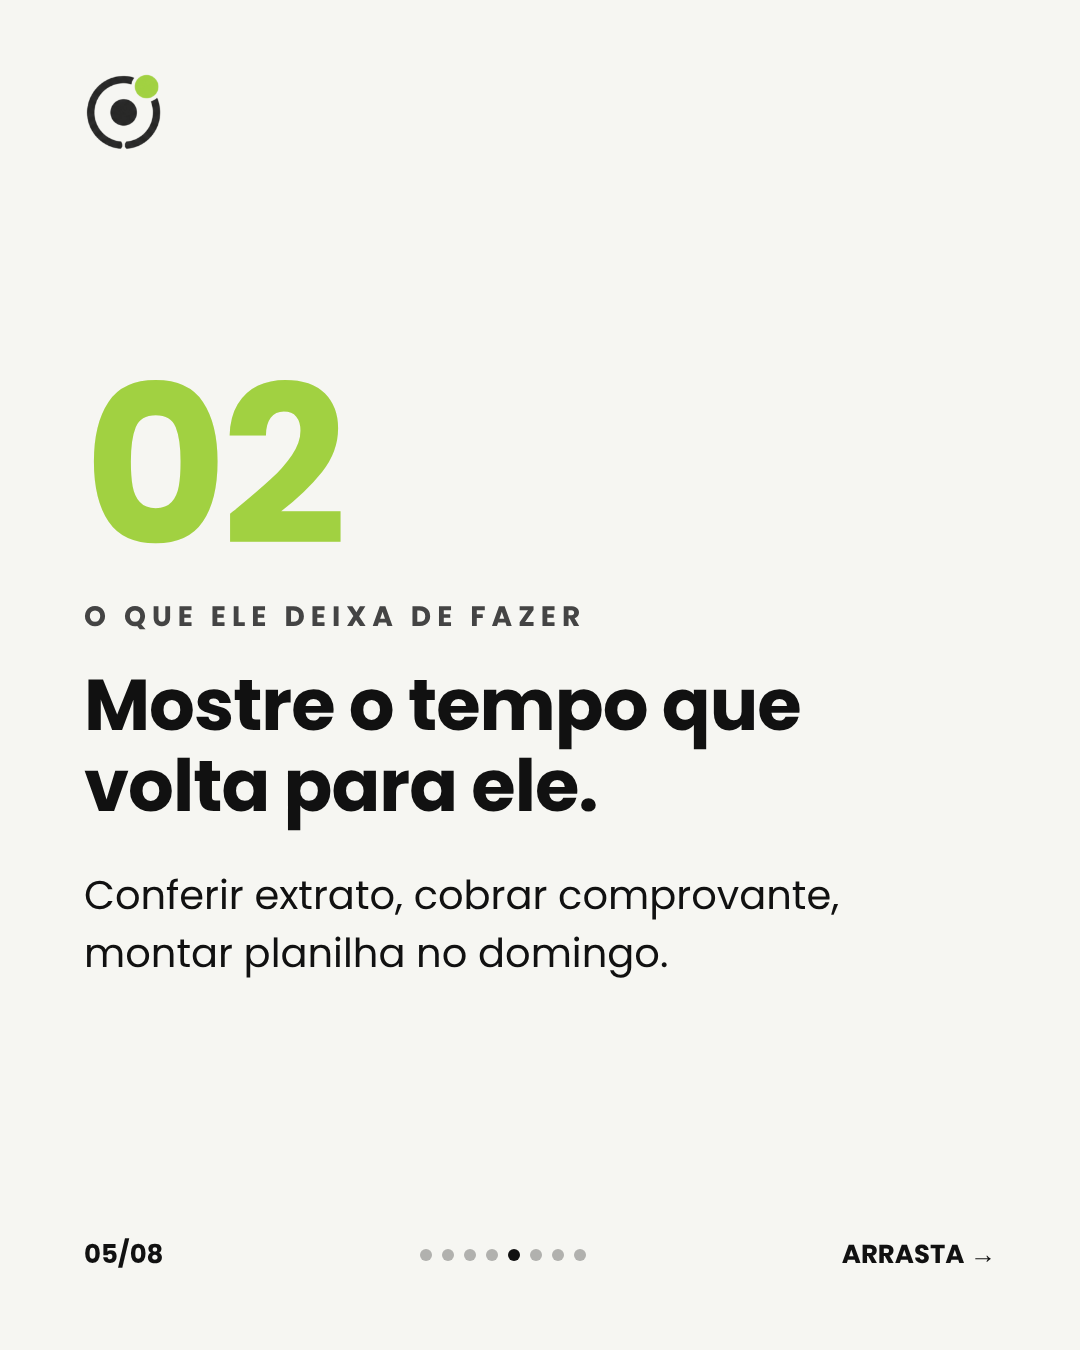 02
O QUE ELE DEIXA DE FAZER
Mostre o tempo que
volta para ele.
Conferir extrato, cobrar comprovante,
montar planilha no domingo.
05/08
ARRASTA →